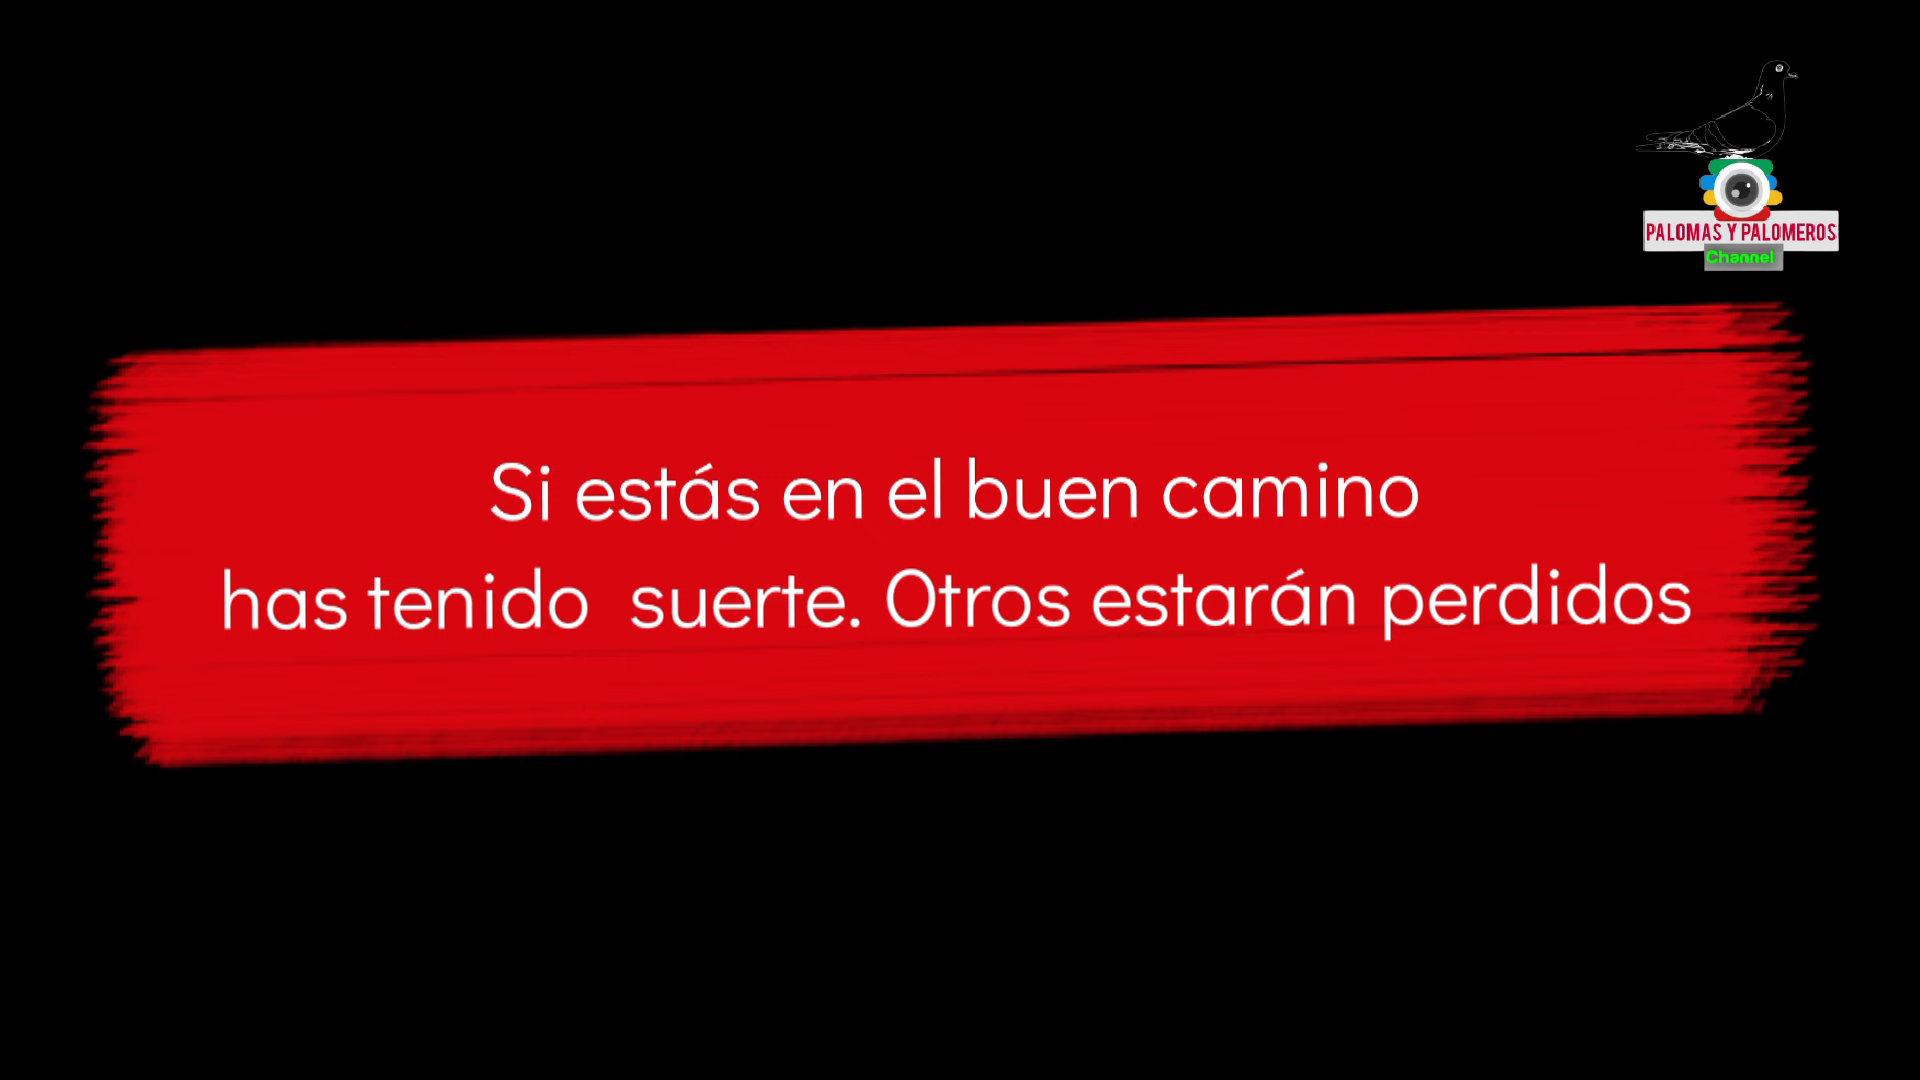 PALOMAS Y PALOMEROS
Channel
Si estás en el buen camino
has tenido  suerte. Otros estarán perdidos